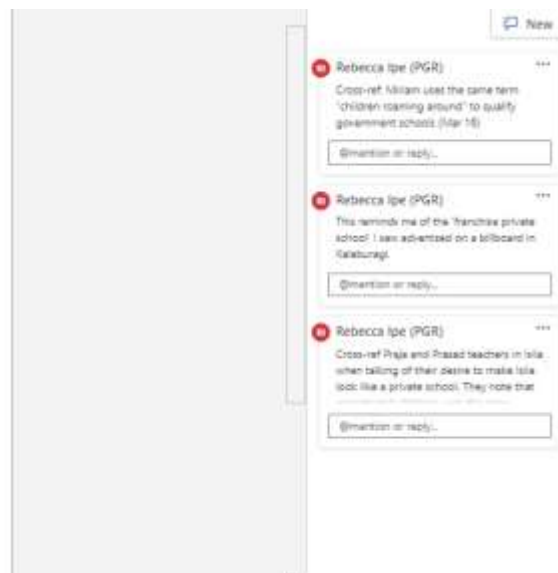 New
Rebecca Ipe (PGR)
Cross-ref: Miriam uses the same term
"children roaming around" to qualify
government schools (Mar 16)
@mention or reply...
Rebecca Ipe (PGR)
This reminds me of the 'franchise private
school' I saw advertised on a billboard in
Kalaburagi.
@mention or reply...
Rebecca Ipe (PGR)
Cross-ref Praja and Prasad teachers in Isila
when talking of their desire to make Isila
look like a private school. They note that
@mention or reply...